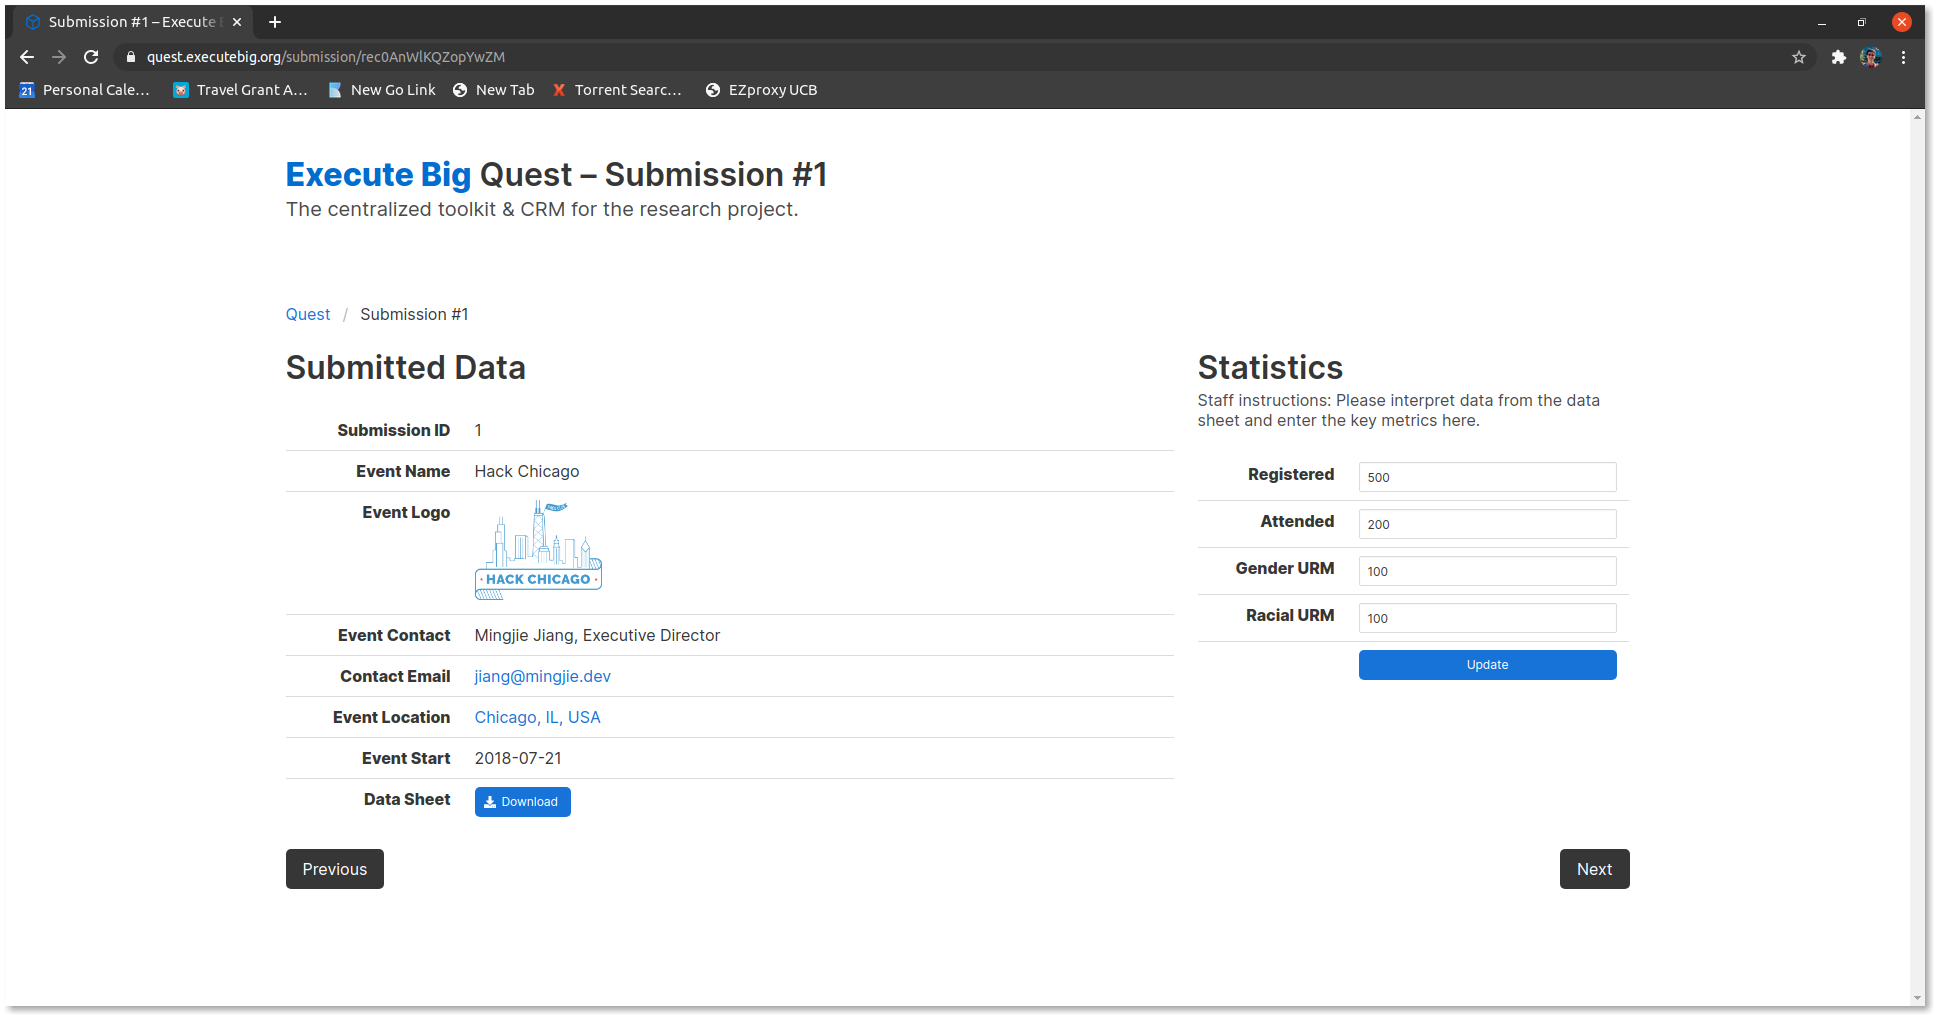 Submission #1 – Execute
quest.executebig.org/submission/rec0AnWlKQZopYwZM
21 Personal Cale... Travel Grant A... New Go Link New Tab X Torrent Searc... EZproxy UCB
Execute Big Quest – Submission #1
The centralized toolkit & CRM for the research project.
Quest / Submission #1
Submitted Data
Submission ID 1
Event Name Hack Chicago
Event Logo
HACK CHICAGO
Event Contact Mingjie Jiang, Executive Director
Contact Email jiang@mingjie.dev
Event Location Chicago, IL, USA
Event Start 2018-07-21
Data Sheet Download
Statistics
Staff instructions: Please interpret data from the data
sheet and enter the key metrics here.
Registered 500
Attended 200
Gender URM 100
Racial URM 100
Update
Previous
Next